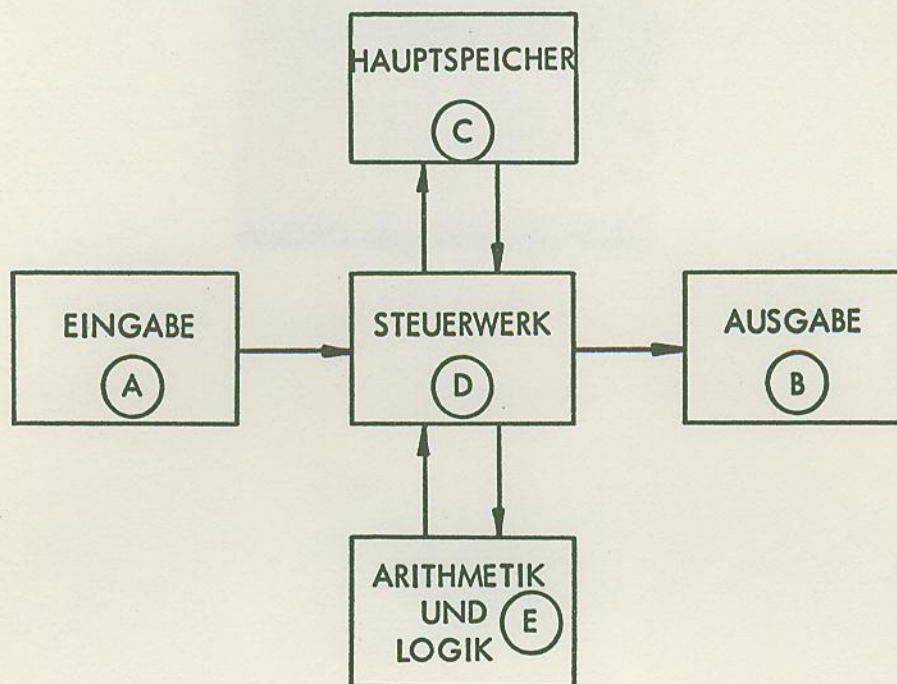 HAUPTSPEICHER
C
EINGABE
A
STEUERWERK
D
AUSGABE
B
ARITHMETIK
UND
LOGIK
E